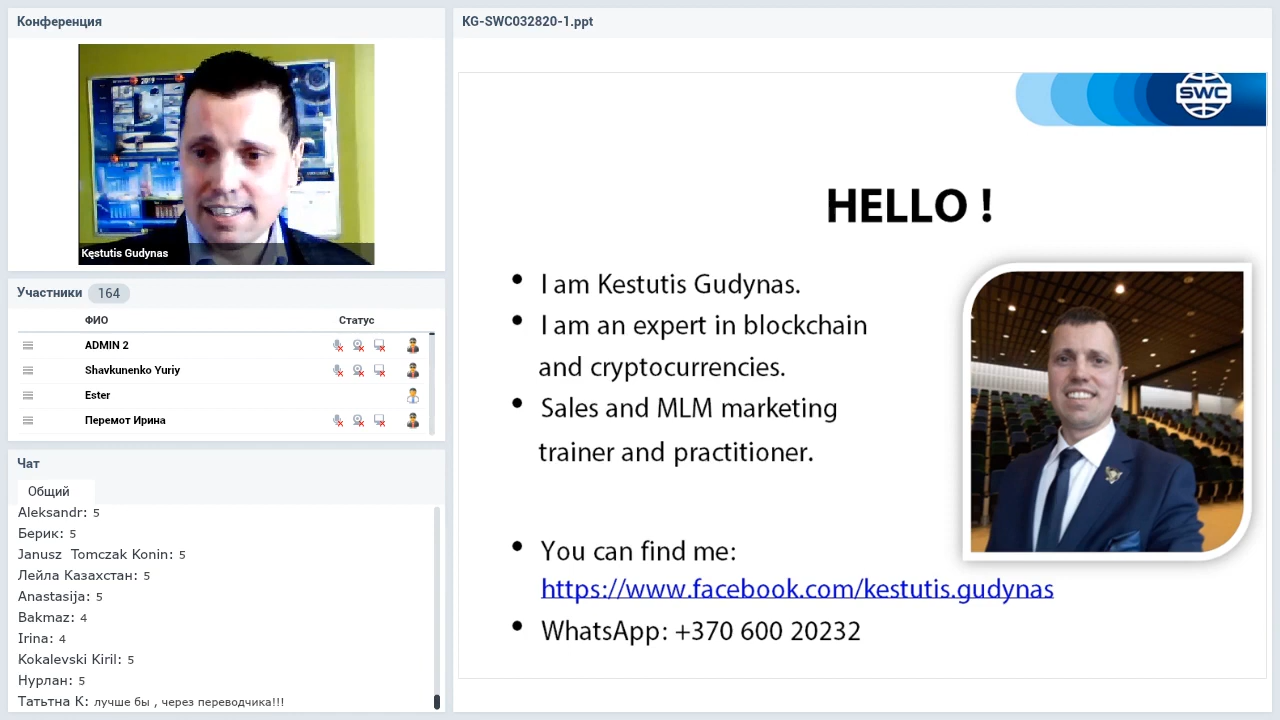 Конференция
2019
Kęstutis Gudynas
Участники 164
ФИО Статус
ADMIN 2
Shavkunenko Yuriy
Ester
Перемот Ирина
Чат
Общий
Aleksandr: 5
Берик: 5
Janusz Tomczak Konin: 5
Лейла Казахстан: 5
Anastasija: 5
Bakmaz: 4
Irina: 4
Kokalevski Kiril: 5
Нурлан: 5
Татьтна К: лучше бы , через переводчика!!!
KG-SWC032820-1.ppt
SWC
HELLO !
• I am Kestutis Gudynas.
• I am an expert in blockchain
and cryptocurrencies.
• Sales and MLM marketing
trainer and practitioner.
• You can find me:
https://www.facebook.com/kestutis.gudynas
• WhatsApp: +370 600 20232